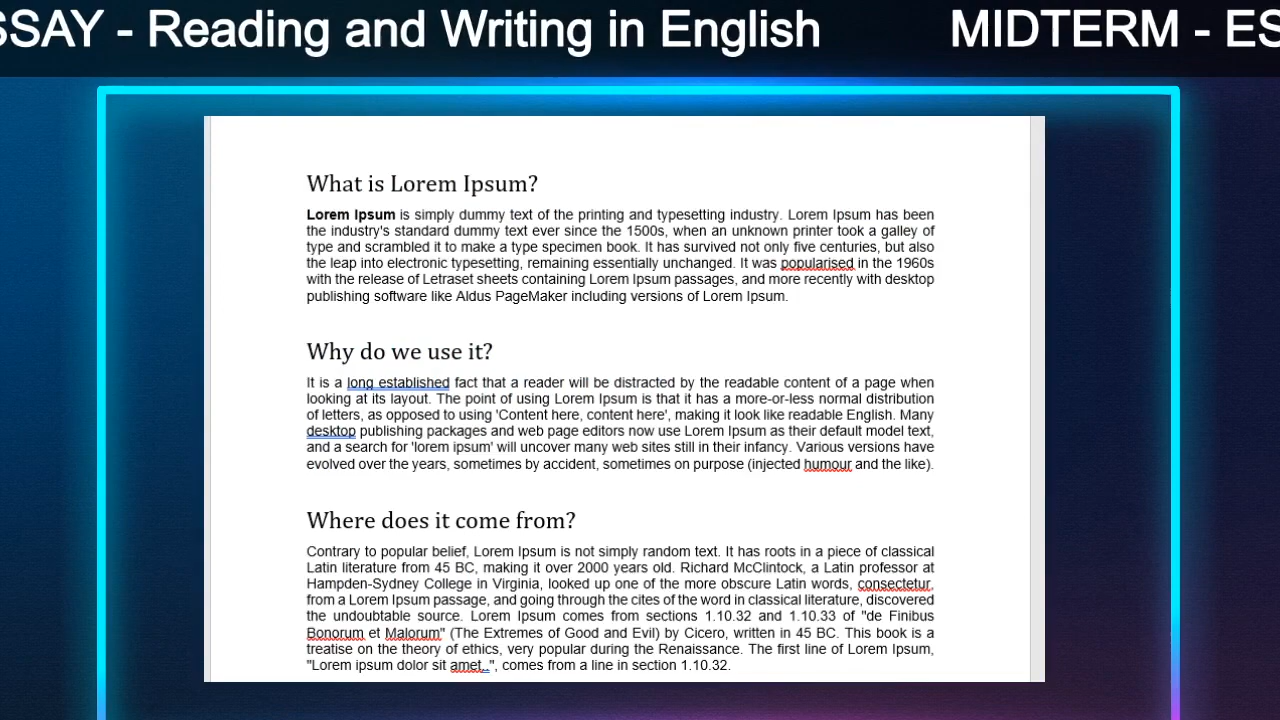 SSAY - Reading and Writing in English MIDTERM - ES
What is Lorem Ipsum?
Lorem Ipsum is simply dummy text of the printing and typesetting industry. Lorem Ipsum has been
the industry's standard dummy text ever since the 1500s, when an unknown printer took a galley of
type and scrambled it to make a type specimen book. It has survived not only five centuries, but also
the leap into electronic typesetting, remaining essentially unchanged. It was popularised in the 1960s
with the release of Letraset sheets containing Lorem Ipsum passages, and more recently with desktop
publishing software like Aldus PageMaker including versions of Lorem Ipsum.
Why do we use it?
It is a long established fact that a reader will be distracted by the readable content of a page when
looking at its layout. The point of using Lorem Ipsum is that it has a more-or-less normal distribution
of letters, as opposed to using 'Content here, content here', making it look like readable English. Many
desktop publishing packages and web page editors now use Lorem Ipsum as their default model text,
and a search for 'lorem ipsum' will uncover many web sites still in their infancy. Various versions have
evolved over the years, sometimes by accident, sometimes on purpose (injected humour and the like).
Where does it come from?
Contrary to popular belief, Lorem Ipsum is not simply random text. It has roots in a piece of classical
Latin literature from 45 BC, making it over 2000 years old. Richard McClintock, a Latin professor at
Hampden-Sydney College in Virginia, looked up one of the more obscure Latin words, consectetur,
from a Lorem Ipsum passage, and going through the cites of the word in classical literature, discovered
the undoubtable source. Lorem Ipsum comes from sections 1.10.32 and 1.10.33 of "de Finibus
Bonorum et Malorum" (The Extremes of Good and Evil) by Cicero, written in 45 BC. This book is a
treatise on the theory of ethics, very popular during the Renaissance. The first line of Lorem Ipsum,
"Lorem ipsum dolor sit amet..", comes from a line in section 1.10.32.